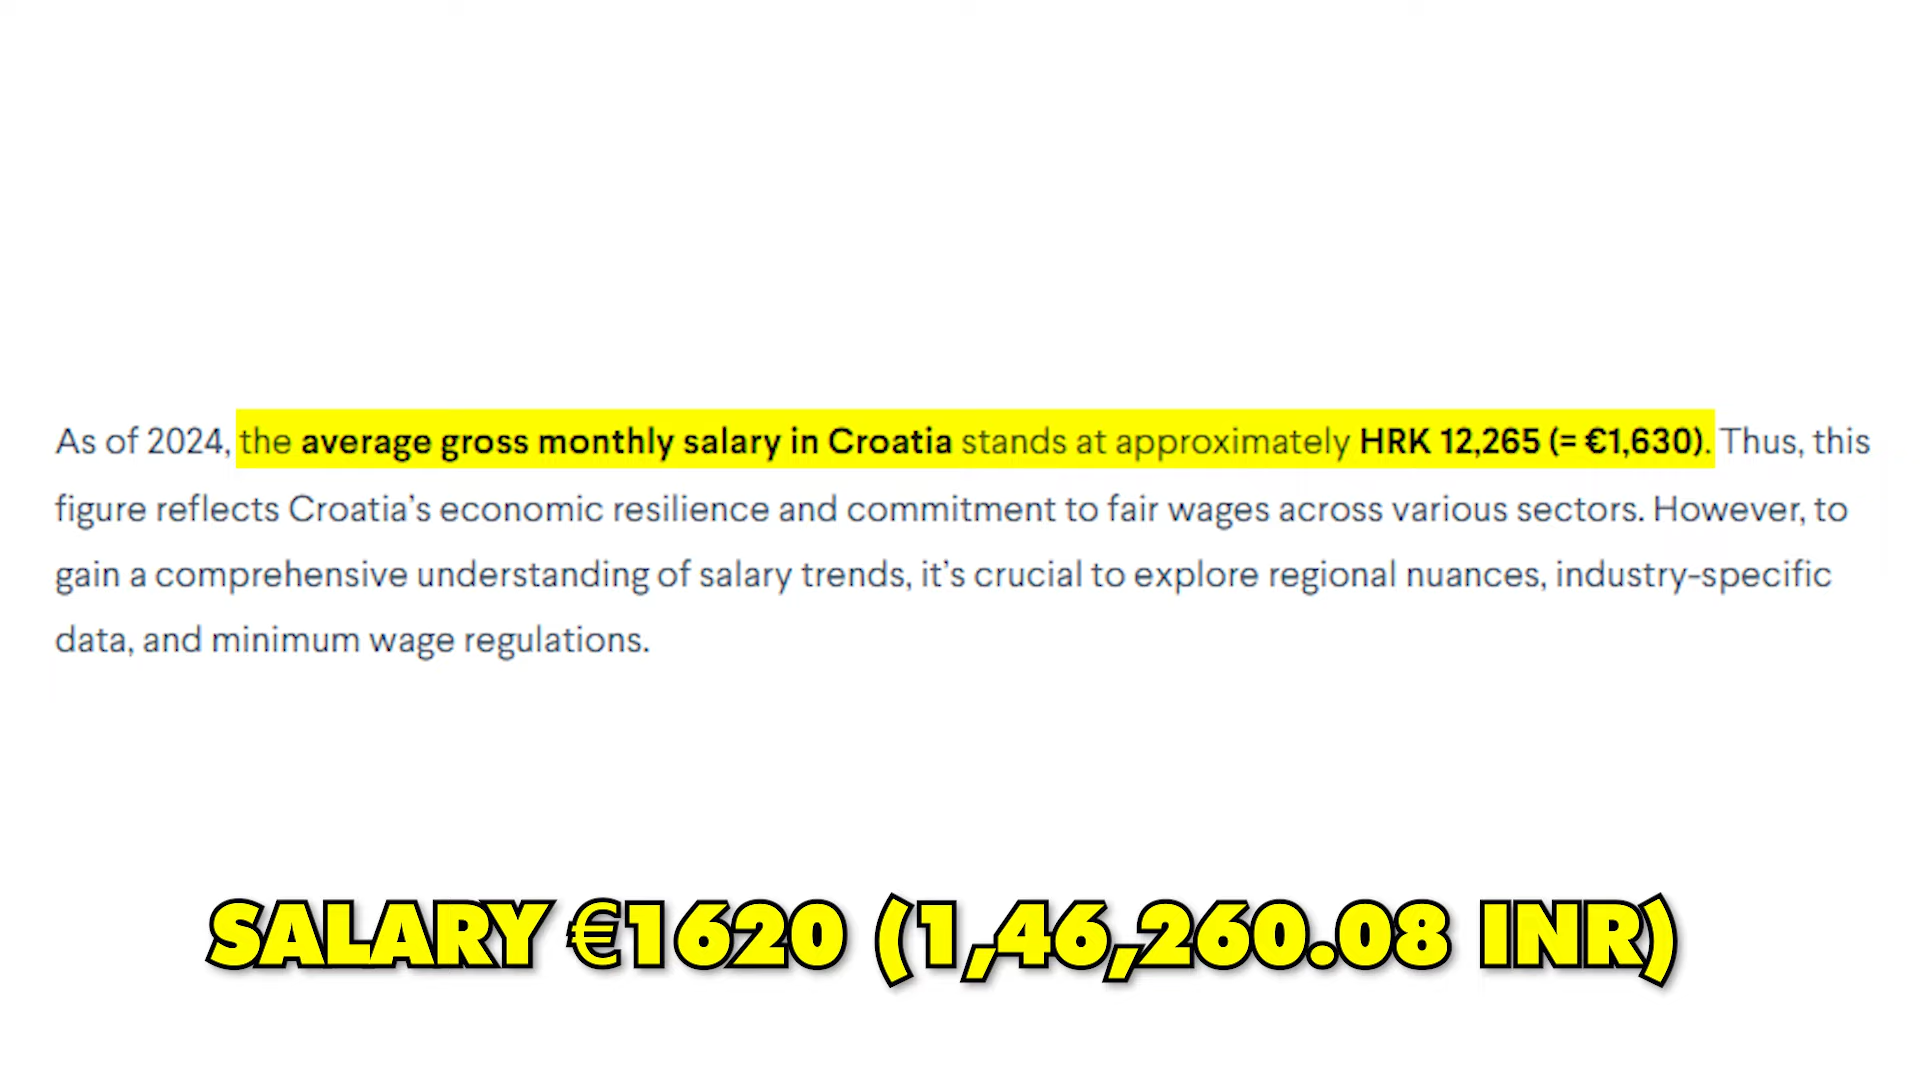 As of 2024, the average gross monthly salary in Croatia stands at approximately HRK 12,265 (= €1,630). Thus, this
figure reflects Croatia’s economic resilience and commitment to fair wages across various sectors. However, to
gain a comprehensive understanding of salary trends, it’s crucial to explore regional nuances, industry-specific
data, and minimum wage regulations.
SALARY €1620 (1,46,260.08 INR)